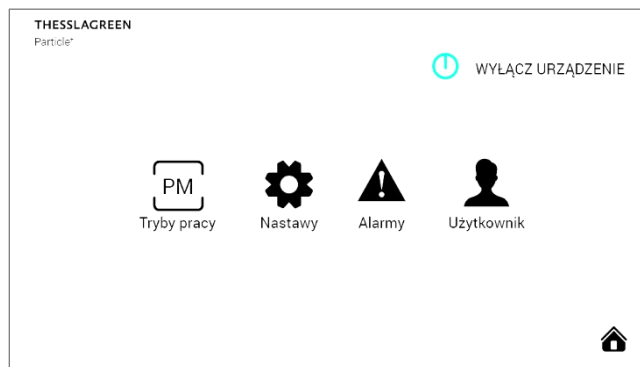 THESSLAGREEN
Particle⁺
WYŁĄCZ URZĄDZENIE
PM
Tryby pracy
Nastawy
Alarmy
Użytkownik